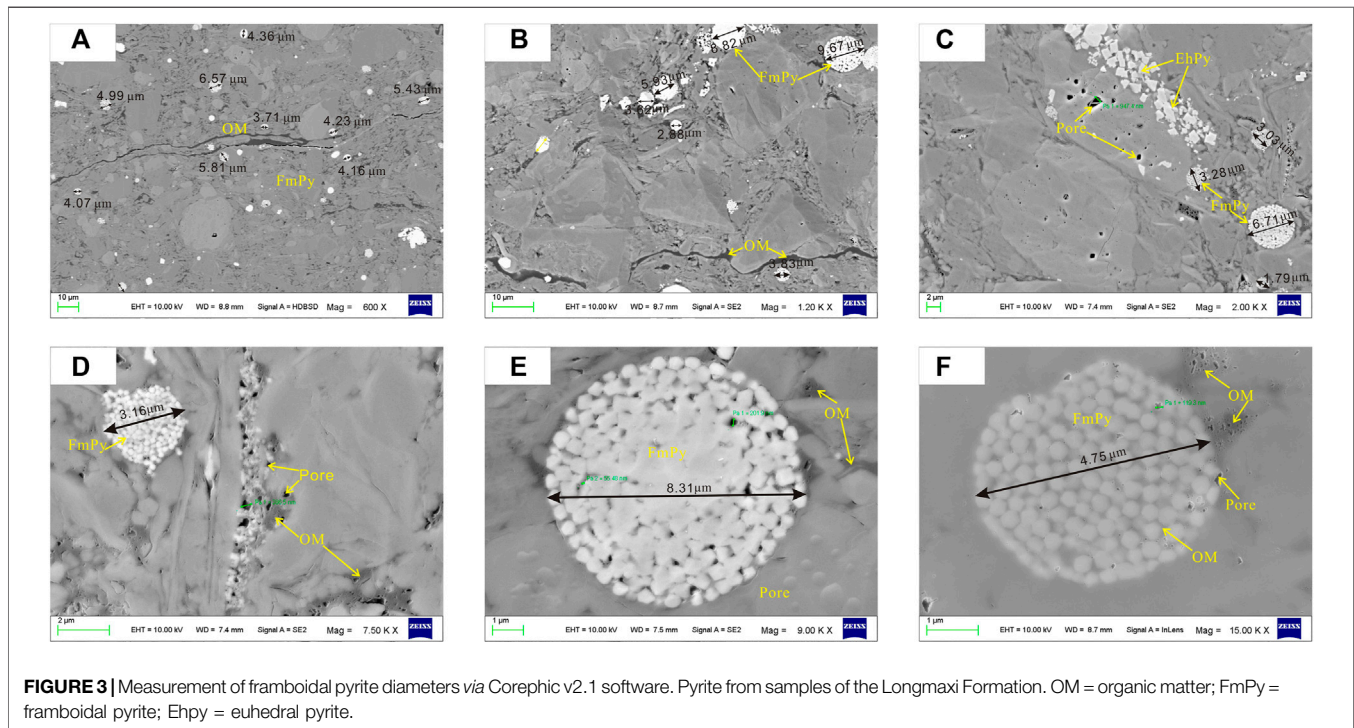 A
4.36 μm
6.57 μm
4.99 μm
5.43 μm
3.71 μm
4.23 μm
OM
5.81 μm
4.16 μm
FmPy
4.07 μm
10 μm
EHT = 10.00 kV WD = 8.8 mm Signal A = HDBSD Mag = 600 X ZEISS
B
9.67 μm
FmPy
OM
3.83 μm
10 μm
EHT = 10.00 kV WD = 8.7 mm Signal A = SE2 Mag = 1.20 K X ZEISS
C
EhPy
Pore
3.03 μm
3.28 μm
FmPy
6.71 μm
1.79 μm
2 μm
EHT = 10.00 kV WD = 7.4 mm Signal A = SE2 Mag = 2.00 K X ZEISS
D
3.16 μm
FmPy
Pore
OM
2 μm
EHT = 10.00 kV WD = 7.4 mm Signal A = SE2 Mag = 7.50 K X ZEISS
E
OM
FmPy
8.31 μm
Pore
1 μm
EHT = 10.00 kV WD = 7.5 mm Signal A = SE2 Mag = 9.00 K X ZEISS
F
OM
FmPy
4.75 μm
Pore
OM
1 μm
EHT = 10.00 kV WD = 8.7 mm Signal A = InLens Mag = 15.00 K X ZEISS
FIGURE 3 | Measurement of framboidal pyrite diameters via Corephic v2.1 software. Pyrite from samples of the Longmaxi Formation. OM = organic matter; FmPy =
framboidal pyrite; Ehpy = euhedral pyrite.